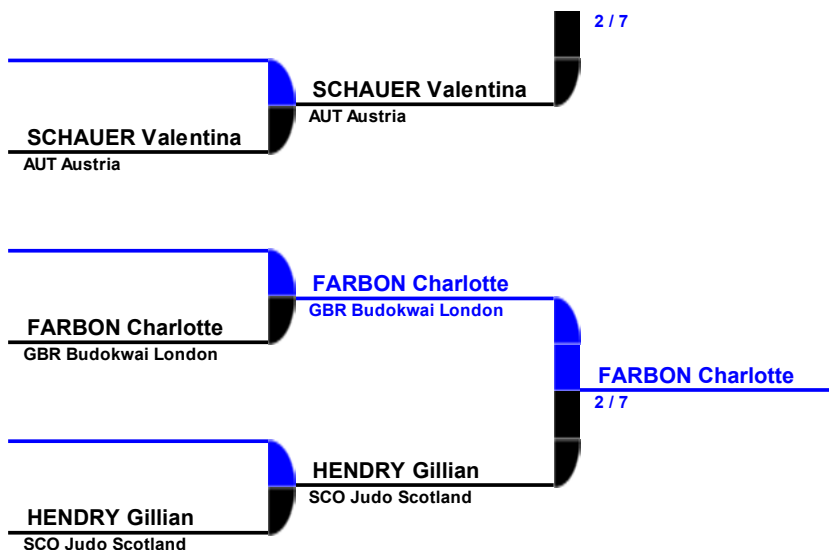 2 / 7
SCHAUER Valentina
AUT Austria
SCHAUER Valentina
AUT Austria
FARBON Charlotte
GBR Budokwai London
FARBON Charlotte
GBR Budokwai London
FARBON Charlotte
2 / 7
HENDRY Gillian
SCO Judo Scotland
HENDRY Gillian
SCO Judo Scotland